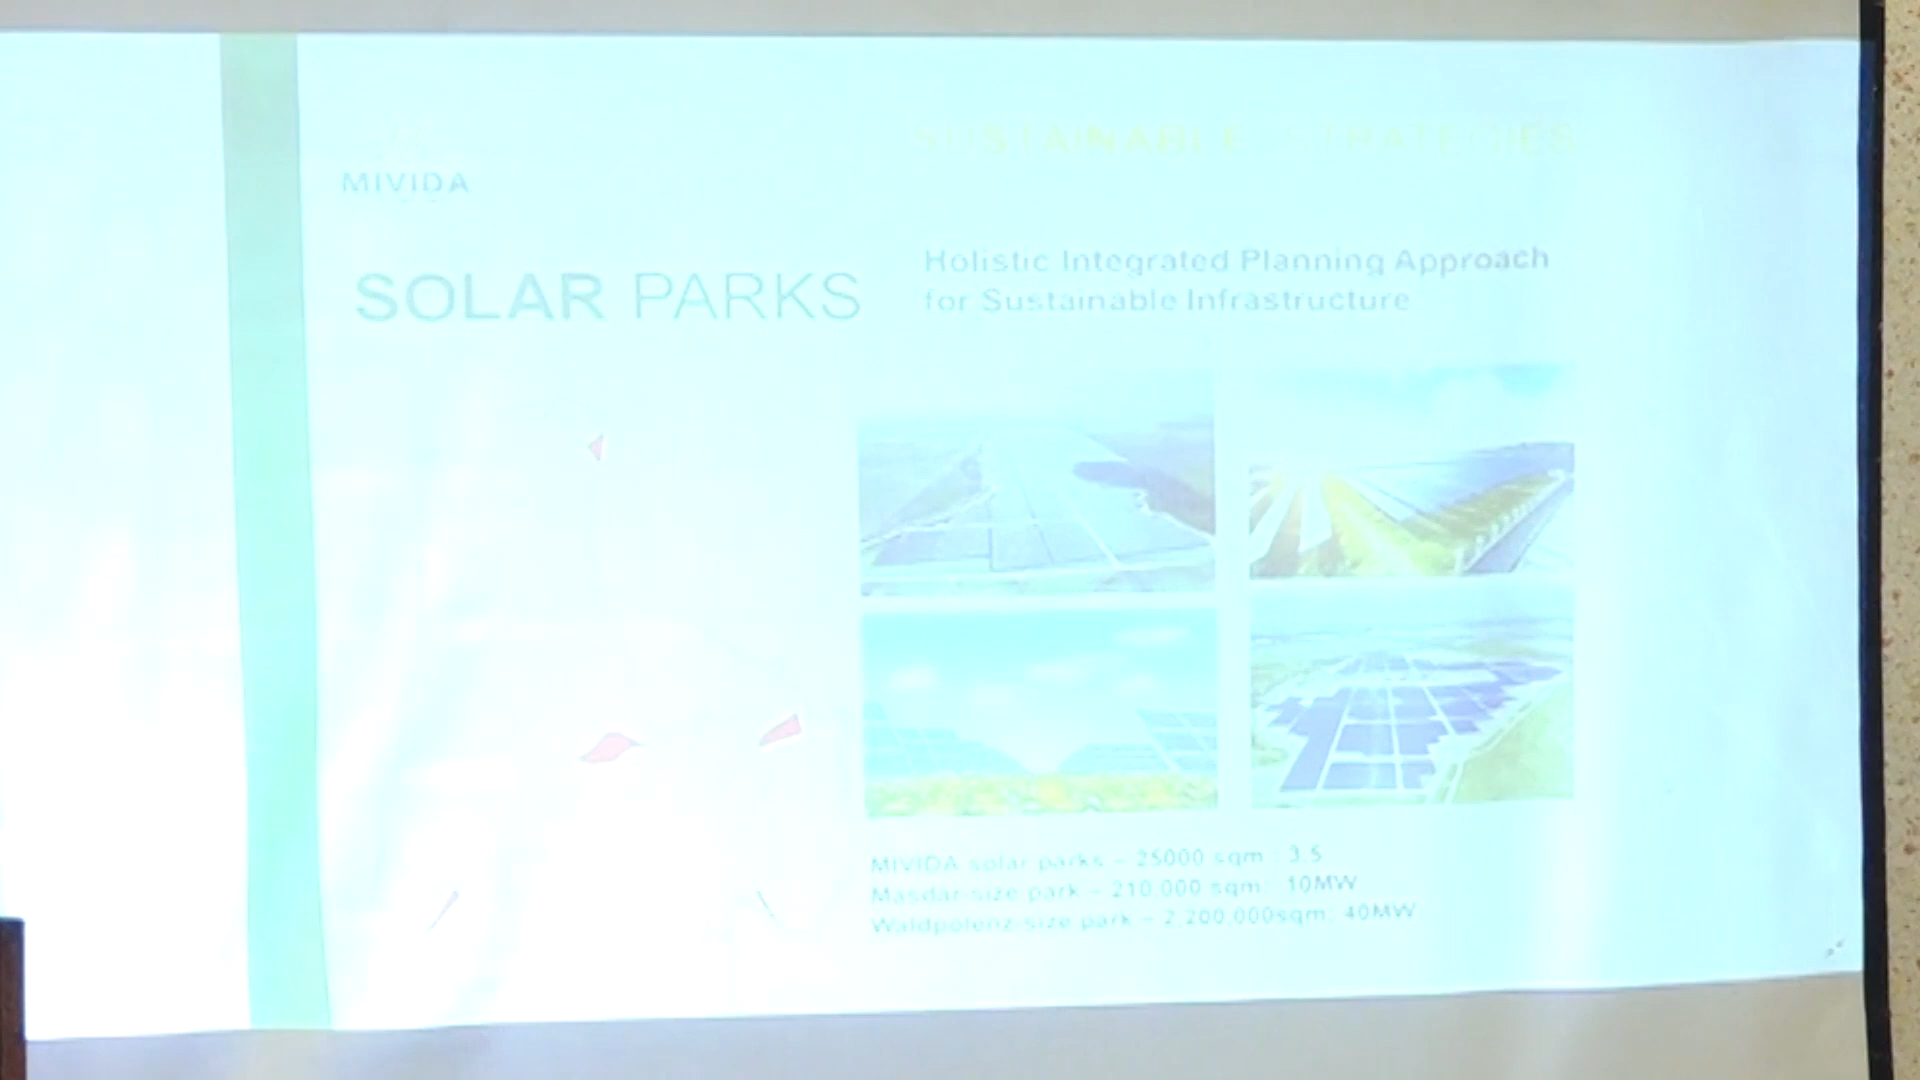 SUSTAINABLE STRATEGIES
MIVIDA
SOLAR PARKS
Holistic Integrated Planning Approach
for Sustainable Infrastructure
MIVIDA solar parks – 25000 sqm : 3.5
Masdar size park – 210,000 sqm: 10MW
Waldpolenz size park – 2,200,000sqm: 40MW